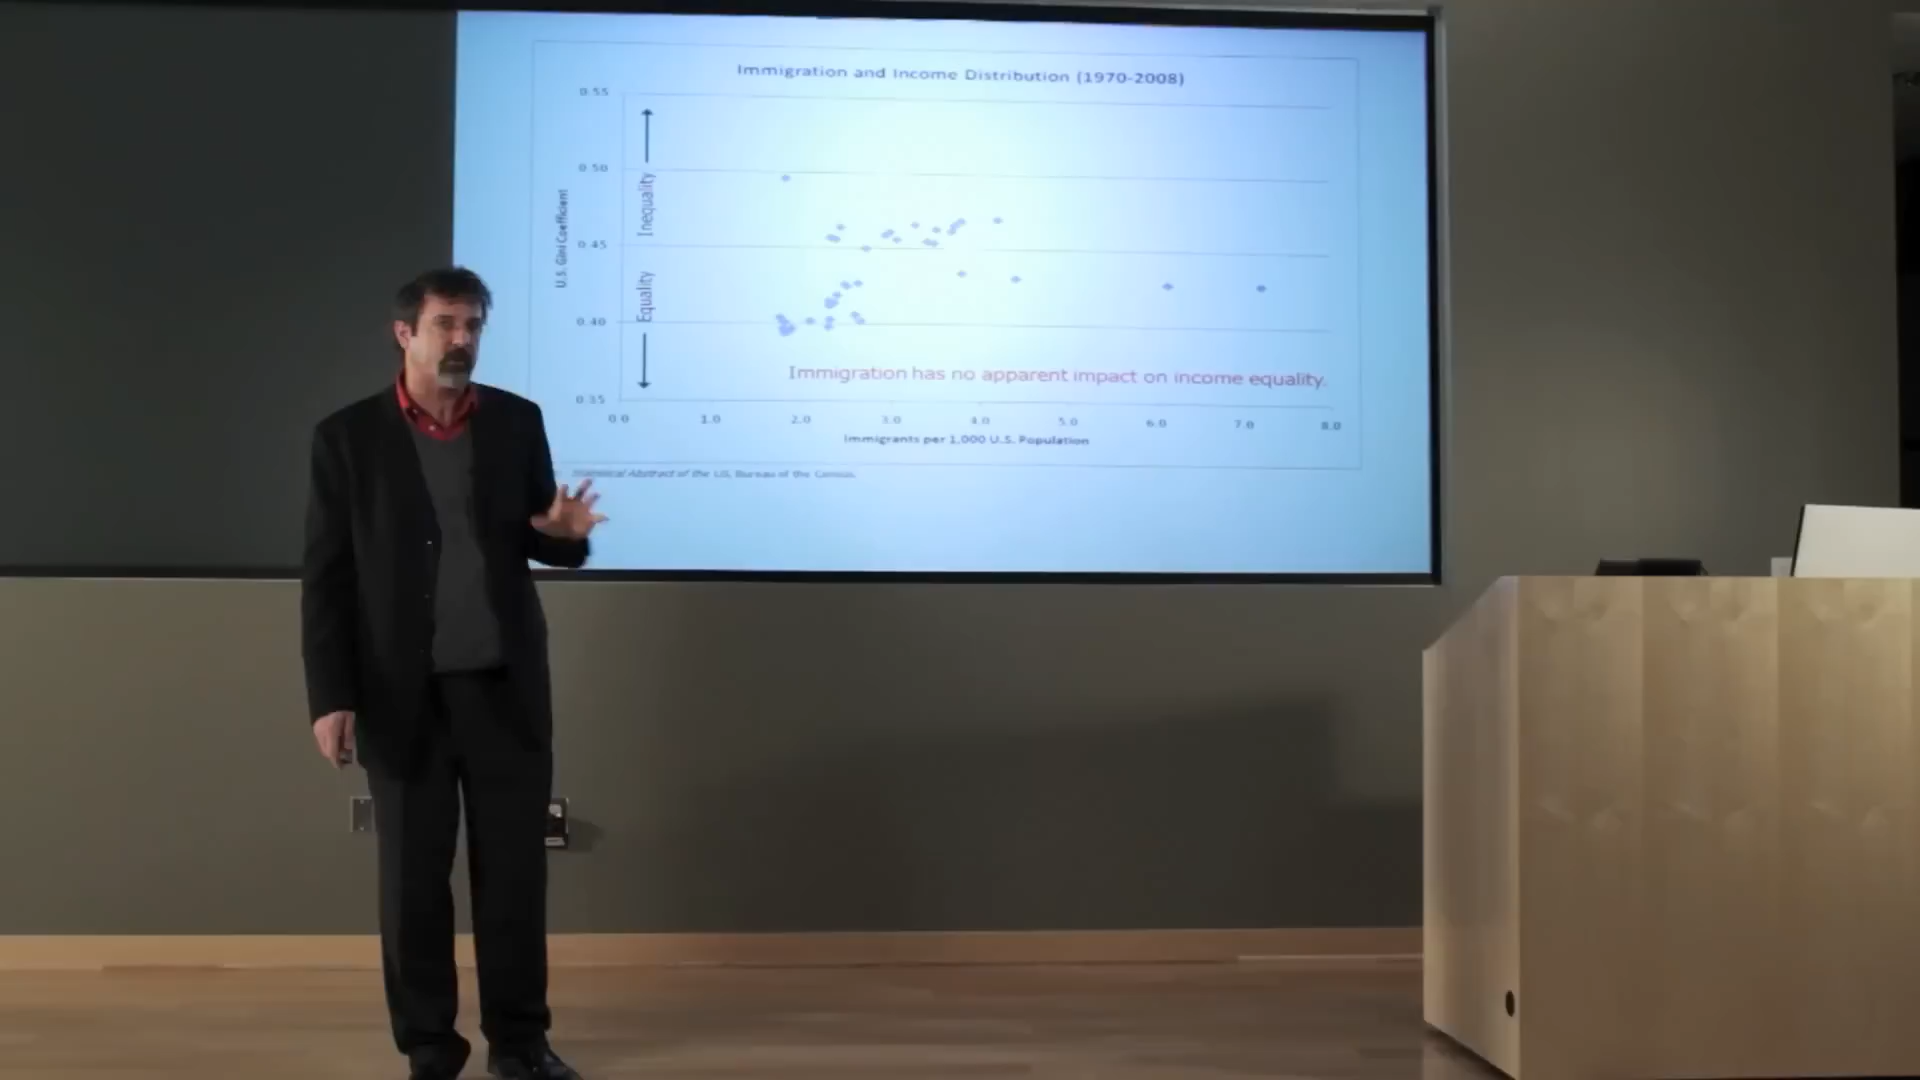 Immigration and Income Distribution (1970-2008)
0.55
0.50
0.45
0.40
0.35
U.S. Gini Coefficient
Inequality
Equality
Immigration has no apparent impact on income equality.
0.0 1.0 2.0 3.0 4.0 5.0 6.0 7.0 8.0
Immigrants per 1,000 U.S. Population
Statistical Abstract of the US, Bureau of the Census.